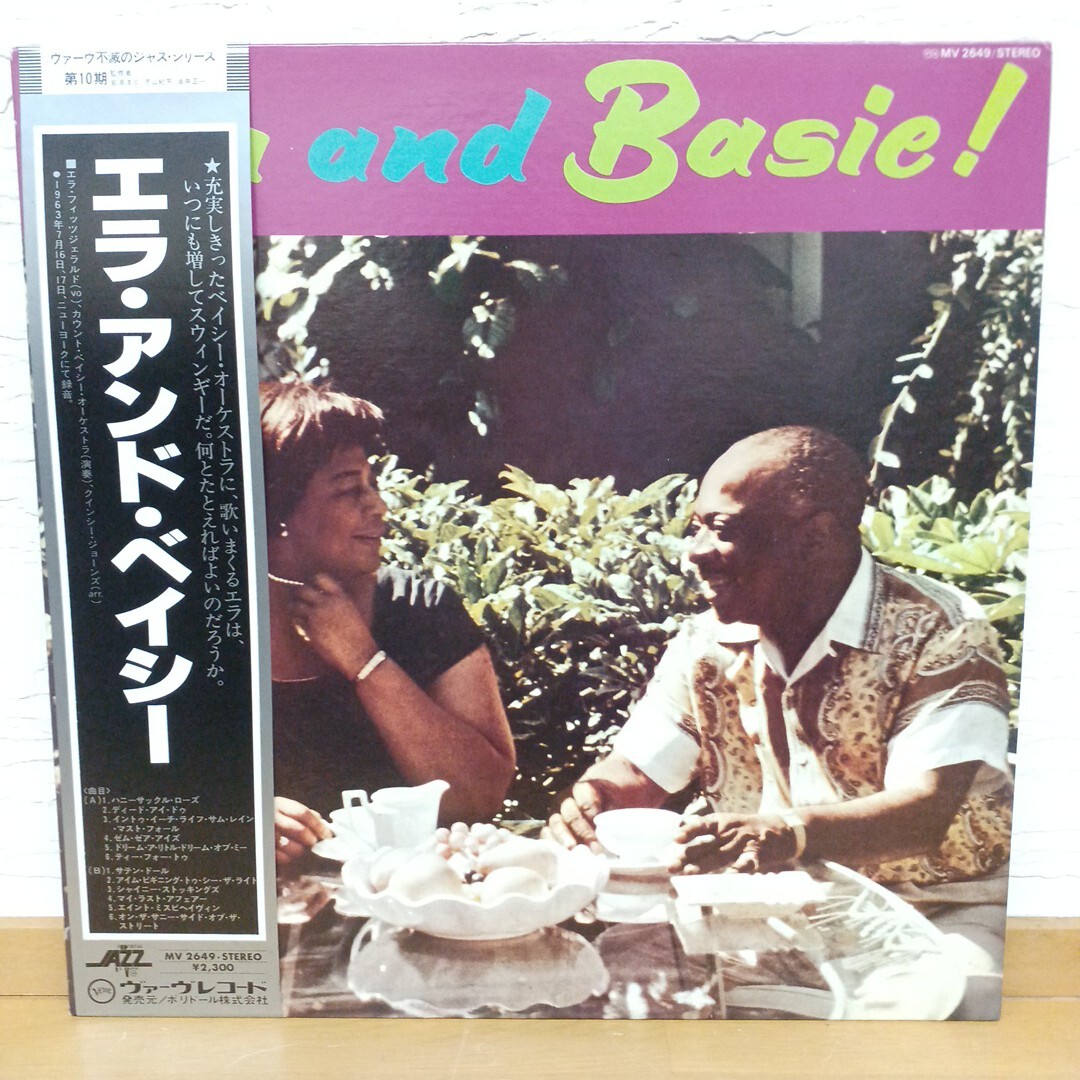 ヴァーヴ不滅のジャズ・シリーズ
第10期
MV 2649/STEREO
and Basie!
エラ・アンド・ベイシー
★充実しきったベイシー・オーケストラに、歌いまくるエラは、
いつにも増してスウィンギーだ。何とたとえればよいのだろうか。
■エラ・フィッツジェラルド(vo)、カウント・ベイシー・オーケストラ(演奏)、クインシー・ジョーンズ(arr.)
●1963年7月16日、17日、ニューヨークにて録音。
〈曲目〉
〔A〕1.ハニーサックル・ローズ
2.ディード・アイ・ドゥ
3.イントゥ・イーチ・ライフ・サム・レイン
・マスト・フォール
4.ゼム・ゼア・アイズ
5.ドリーム・ア・リトル・ドリーム・オブ・ミー
6.ティー・フォー・トゥ
〔B〕1.サテン・ドール
2.アイム・ビギニング・トゥ・シー・ザ・ライト
3.シャイニー・ストッキングズ
4.マイ・ラスト・アフェアー
5.エイント・ミスビヘイヴィン
6.オン・ザ・サニー・サイド・オブ・ザ・
ストリート
JAZZ
MV 2649・STEREO
¥2,300
Verve
ヴァーヴレコード
発売元/ポリドール株式会社